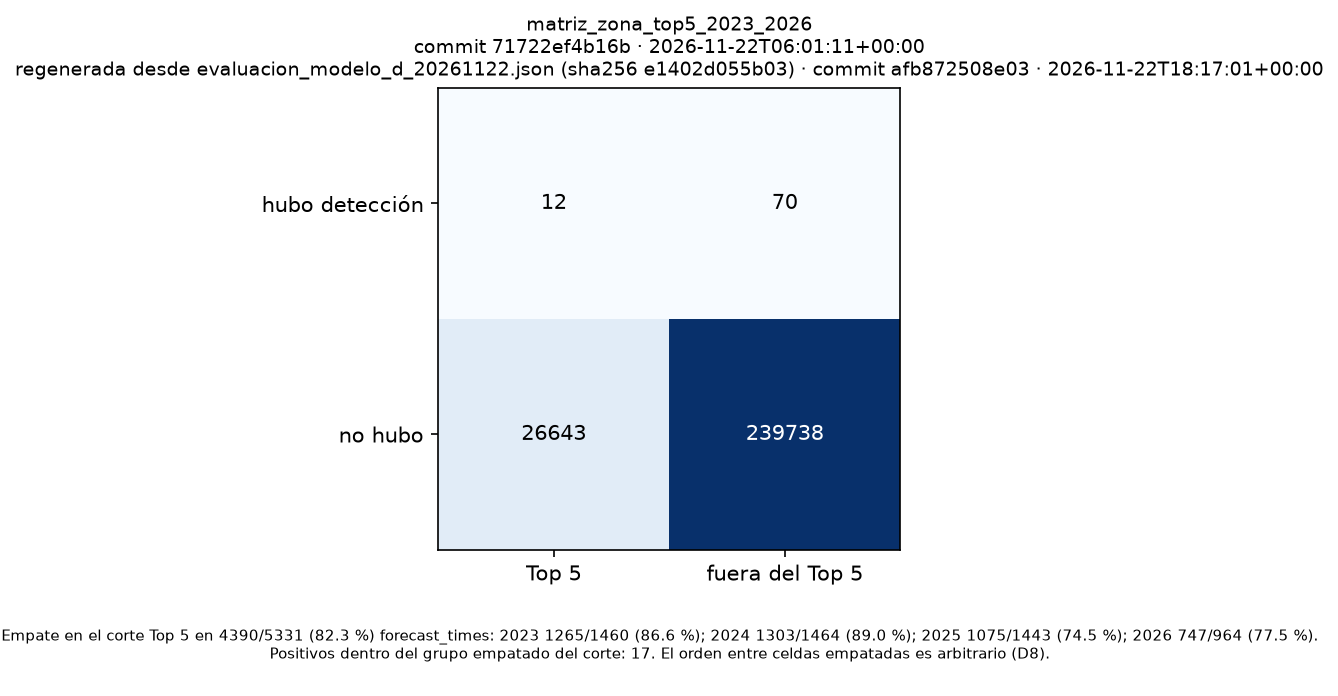 matriz_zona_top5_2023_2026
commit 71722ef4b16b · 2026-11-22T06:01:11+00:00
regenerada desde evaluacion_modelo_d_20261122.json (sha256 e1402d055b03) · commit afb872508e03 · 2026-11-22T18:17:01+00:00
hubo detección 12 70
no hubo 26643 239738
Top 5 fuera del Top 5
Empate en el corte Top 5 en 4390/5331 (82.3 %) forecast_times: 2023 1265/1460 (86.6 %); 2024 1303/1464 (89.0 %); 2025 1075/1443 (74.5 %); 2026 747/964 (77.5 %).
Positivos dentro del grupo empatado del corte: 17. El orden entre celdas empatadas es arbitrario (D8).